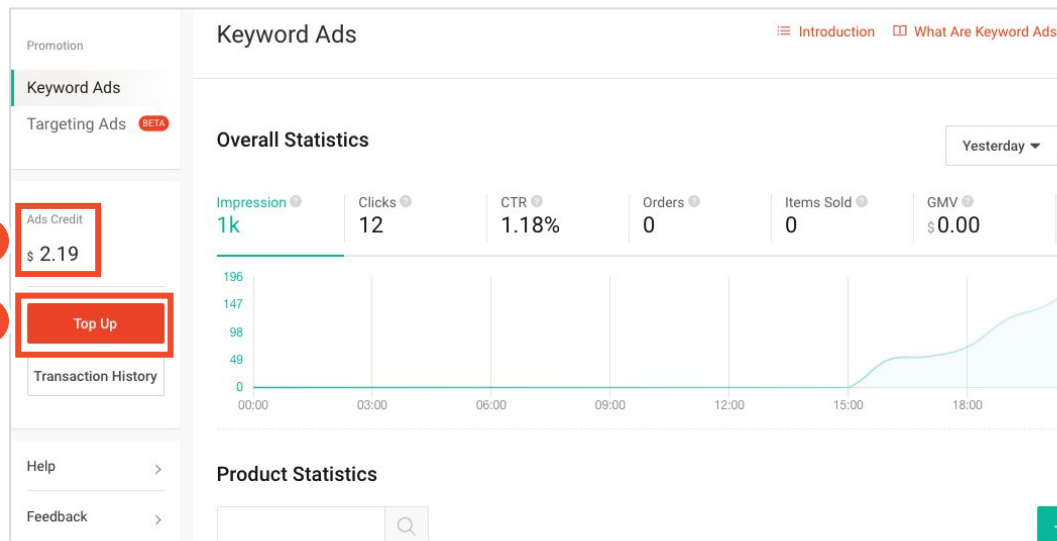 Promotion
Keyword Ads
Targeting Ads BETA
Ads Credit
$ 2.19
Top Up
Transaction History
Help
Feedback
Keyword Ads
Introduction
What Are Keyword Ads
Overall Statistics
Yesterday
Impression Clicks CTR Orders Items Sold GMV
1k 12 1.18% 0 0 $0.00
196
147
98
49
0
00:00 03:00 06:00 09:00 12:00 15:00 18:00
Product Statistics